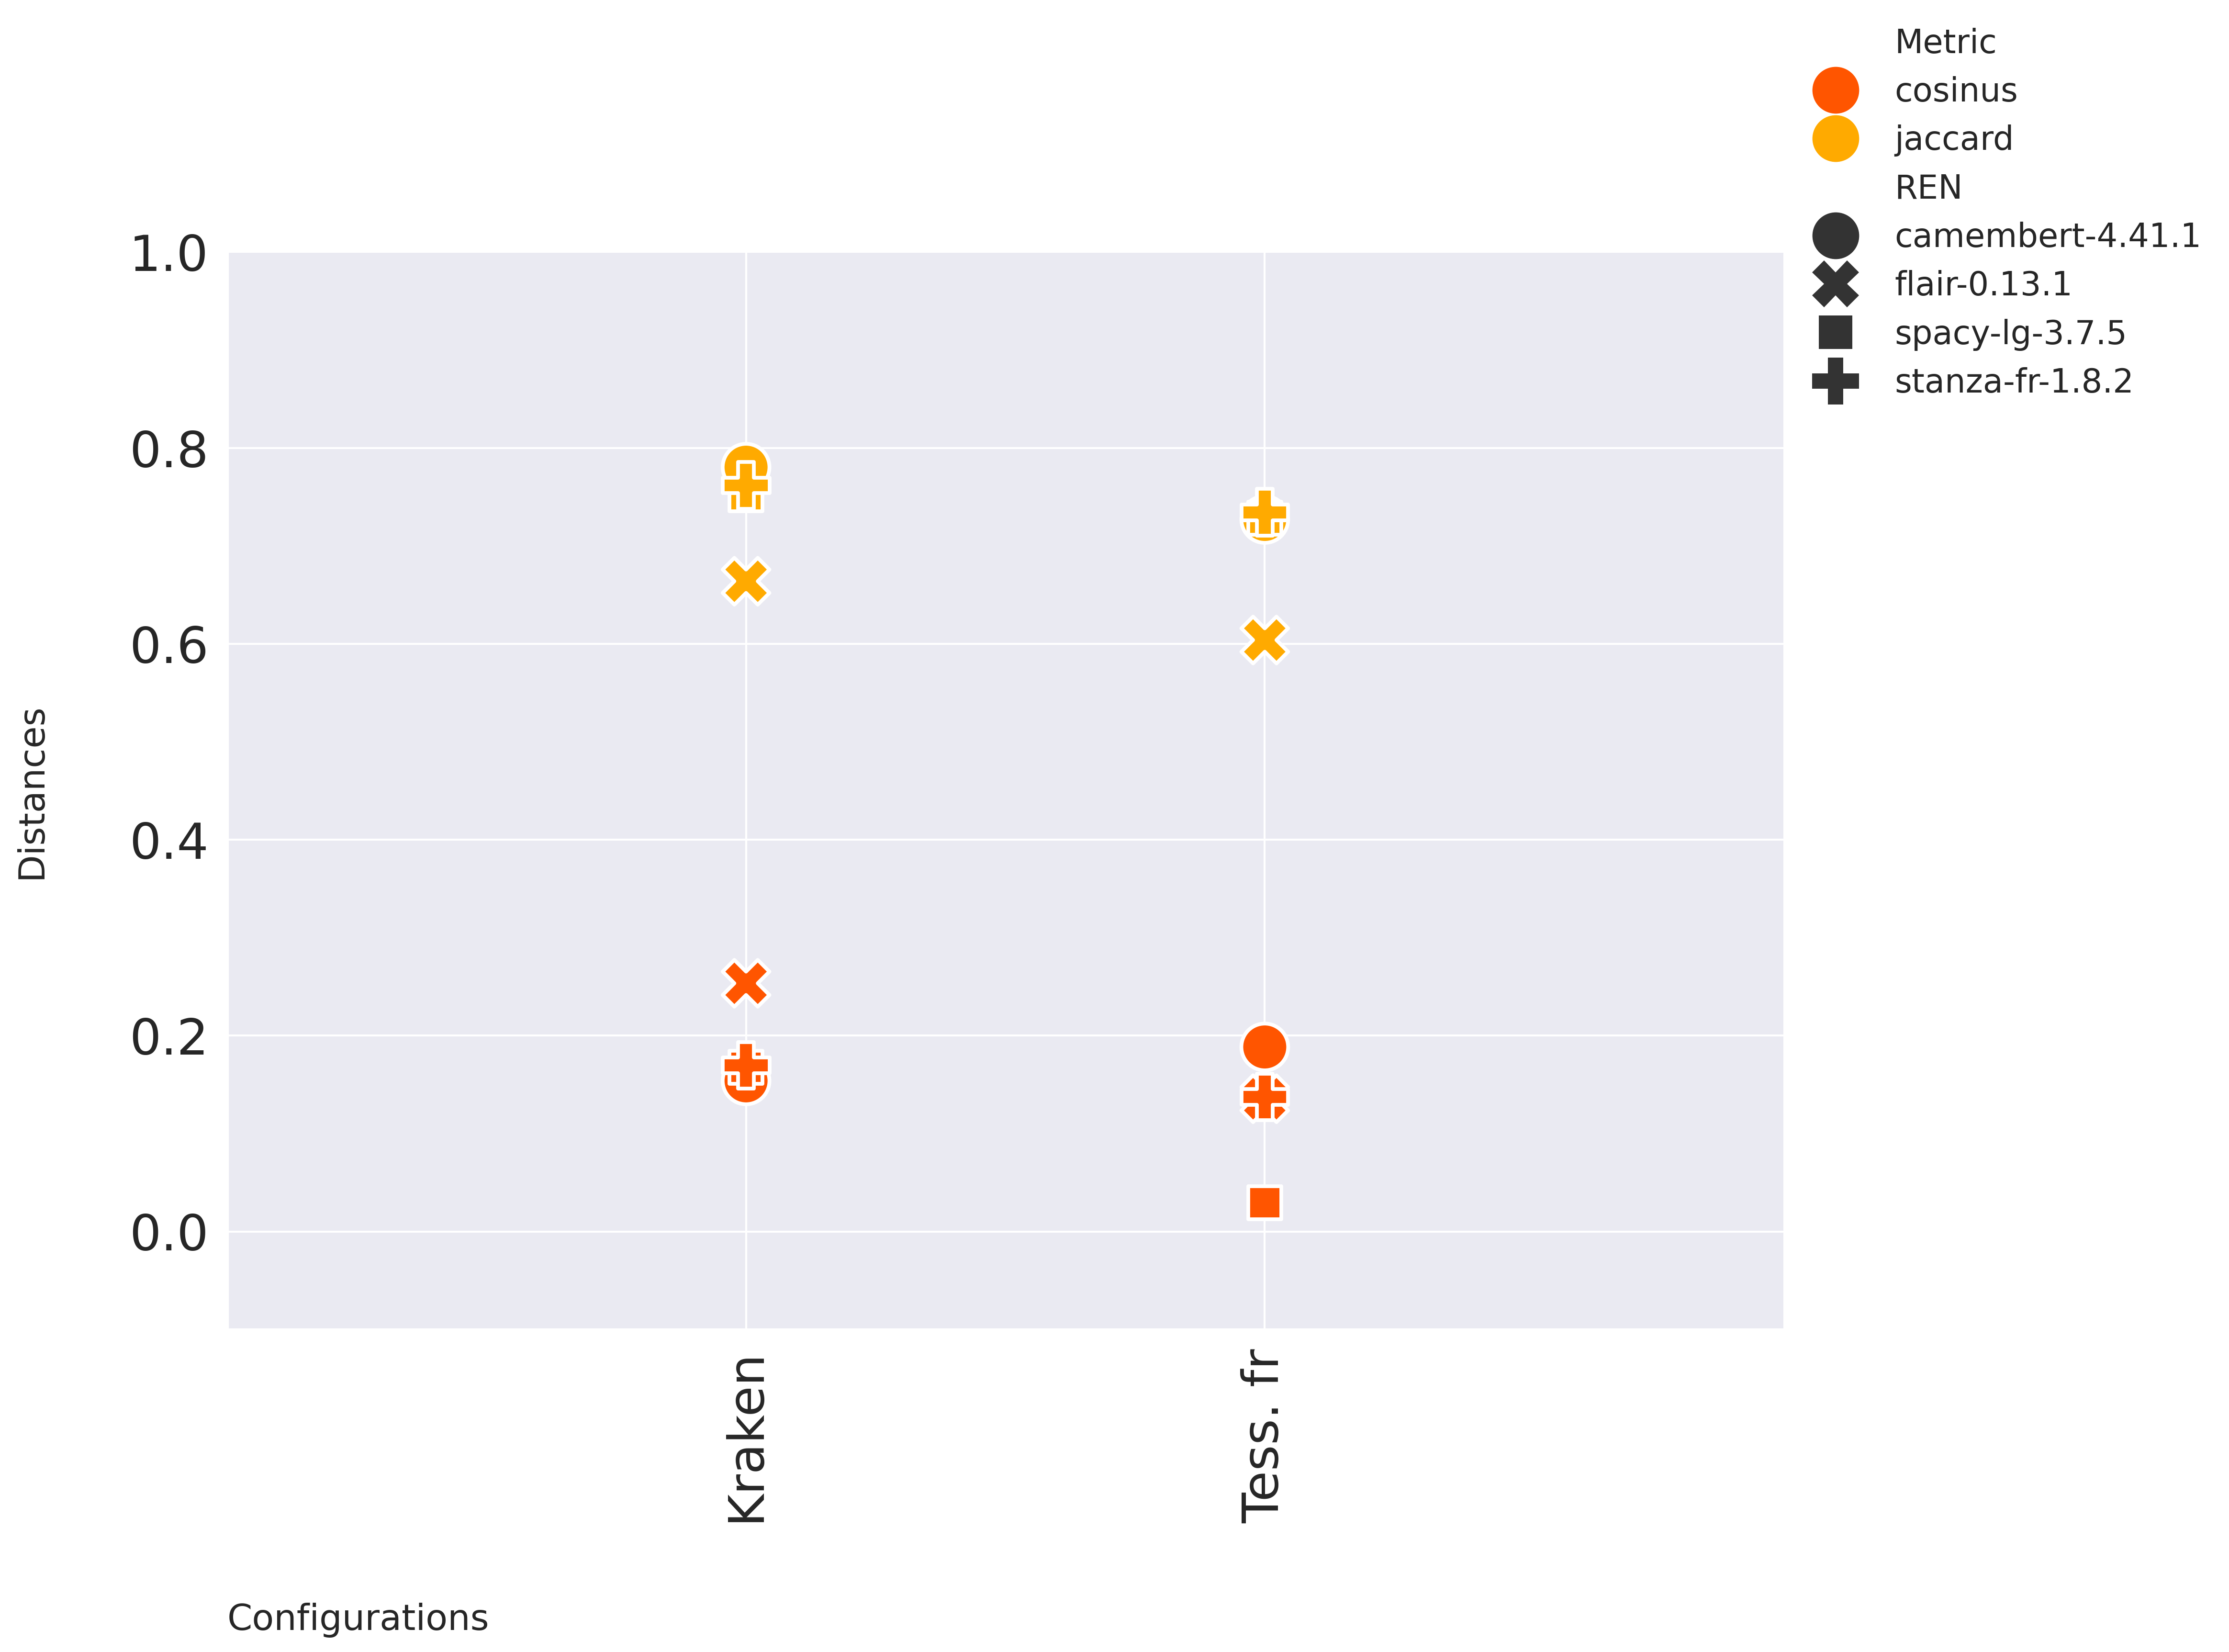 Metric
cosinus
jaccard
REN
camembert-4.41.1
flair-0.13.1
spacy-lg-3.7.5
stanza-fr-1.8.2
1.0
0.8
0.6
0.4
0.2
0.0
Distances
Kraken
Tess. fr
Configurations